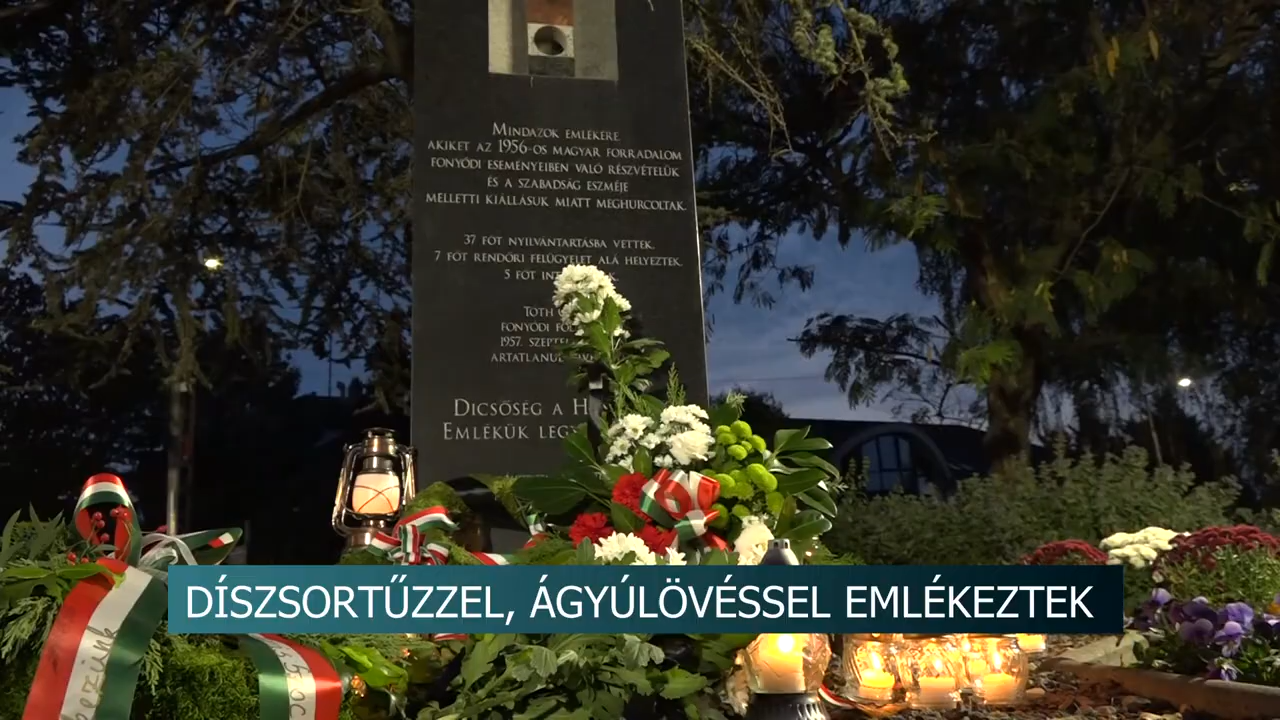 MINDAZOK EMLÉKÉRE
AKIKET AZ 1956-OS MAGYAR FORRADALOM
FONYÓDI ESEMÉNYEIBEN VALÓ RÉSZVÉTELÜK
ÉS A SZABADSÁG ESZMÉJE
MELLETTI KIÁLLÁSUK MIATT MEGHURCOLTAK.
37 FŐT NYILVÁNTARTÁSBA VETTEK,
7 FŐT RENDŐRI FELÜGYELET ALÁ HELYEZTEK,
5 FŐT
TÓTH
FONYÓDI
1957.
DICSŐSÉG A
EMLÉKÜK
DÍSZSORTŰZZEL, ÁGYÚLÖVÉSSEL EMLÉKEZTEK